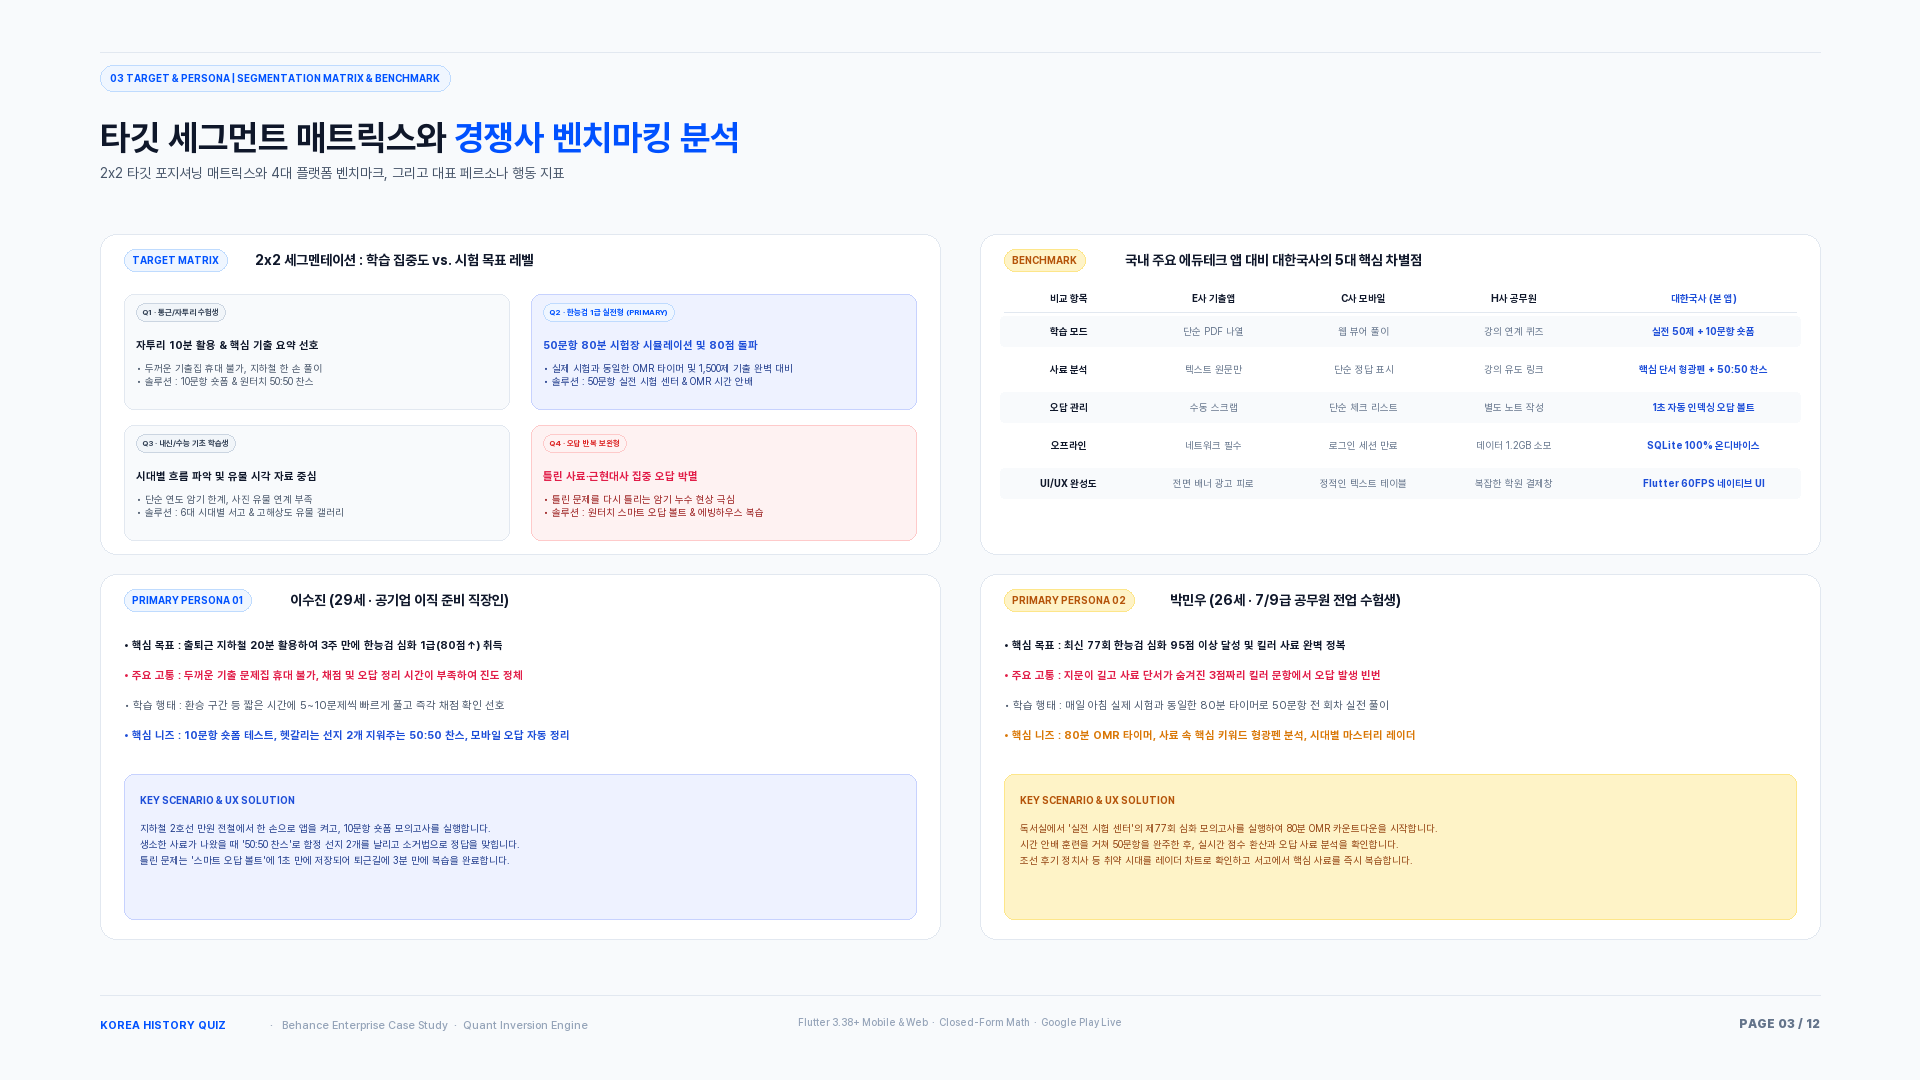 03 TARGET & PERSONA | SEGMENTATION MATRIX & BENCHMARK
타깃 세그먼트 매트릭스와 경쟁사 벤치마킹 분석
2x2 타깃 포지셔닝 매트릭스와 4대 플랫폼 벤치마크, 그리고 대표 페르소나 행동 지표
TARGET MATRIX
2x2 세그멘테이션 : 학습 집중도 vs. 시험 목표 레벨
Q1 · 통근/자투리 수험생
자투리 10분 활용 & 핵심 기출 요약 선호
• 두꺼운 기출집 휴대 불가, 지하철 한 손 풀이
• 솔루션 : 10문항 숏폼 & 원터치 50:50 찬스
Q2 · 한능검 1급 실전형 (PRIMARY)
50문항 80분 시험장 시뮬레이션 및 80점 돌파
• 실제 시험과 동일한 OMR 타이머 및 1,500제 기출 완벽 대비
• 솔루션 : 50문항 실전 시험 센터 & OMR 시간 안배
Q3 · 내신/수능 기초 학습생
시대별 흐름 파악 및 유물 시각 자료 중심
• 단순 연도 암기 한계, 사진 유물 연계 부족
• 솔루션 : 6대 시대별 서고 & 고해상도 유물 갤러리
Q4 · 오답 반복 보완형
틀린 사료·근현대사 집중 오답 박멸
• 틀린 문제를 다시 틀리는 암기 누수 현상 극심
• 솔루션 : 원터치 스마트 오답 볼트 & 에빙하우스 복습
BENCHMARK
국내 주요 에듀테크 앱 대비 대한국사의 5대 핵심 차별점
비교 항목 E사 기출앱 C사 모바일 H사 공무원 대한국사 (본 앱)
학습 모드 단순 PDF 나열 웹 뷰어 풀이 강의 연계 퀴즈 실전 50제 + 10문항 숏폼
사료 분석 텍스트 원문만 단순 정답 표시 강의 유도 링크 핵심 단서 형광펜 + 50:50 찬스
오답 관리 수동 스크랩 단순 체크 리스트 별도 노트 작성 1초 자동 인덱싱 오답 볼트
오프라인 네트워크 필수 로그인 세션 만료 데이터 1.2GB 소모 SQLite 100% 온디바이스
UI/UX 완성도 전면 배너 광고 피로 정적인 텍스트 테이블 복잡한 학원 결제창 Flutter 60FPS 네이티브 UI
PRIMARY PERSONA 01
이수진 (29세 · 공기업 이직 준비 직장인)
• 핵심 목표 : 출퇴근 지하철 20분 활용하여 3주 만에 한능검 심화 1급(80점↑) 취득
• 주요 고통 : 두꺼운 기출 문제집 휴대 불가, 채점 및 오답 정리 시간이 부족하여 진도 정체
• 학습 행태 : 환승 구간 등 짧은 시간에 5~10문제씩 빠르게 풀고 즉각 채점 확인 선호
• 핵심 니즈 : 10문항 숏폼 테스트, 헷갈리는 선지 2개 지워주는 50:50 찬스, 모바일 오답 자동 정리
KEY SCENARIO & UX SOLUTION
지하철 2호선 만원 전철에서 한 손으로 앱을 켜고, 10문항 숏폼 모의고사를 실행합니다.
생소한 사료가 나왔을 때 '50:50 찬스'로 함정 선지 2개를 날리고 소거법으로 정답을 맞힙니다.
틀린 문제는 '스마트 오답 볼트'에 1초 만에 저장되어 퇴근길에 3분 만에 복습을 완료합니다.
PRIMARY PERSONA 02
박민우 (26세 · 7/9급 공무원 전업 수험생)
• 핵심 목표 : 최신 77회 한능검 심화 95점 이상 달성 및 킬러 사료 완벽 정복
• 주요 고통 : 지문이 길고 사료 단서가 숨겨진 3점짜리 킬러 문항에서 오답 발생 빈번
• 학습 행태 : 매일 아침 실제 시험과 동일한 80분 타이머로 50문항 전 회차 실전 풀이
• 핵심 니즈 : 80분 OMR 타이머, 사료 속 핵심 키워드 형광펜 분석, 시대별 마스터리 레이더
KEY SCENARIO & UX SOLUTION
독서실에서 '실전 시험 센터'의 제77회 심화 모의고사를 실행하여 80분 OMR 카운트다운을 시작합니다.
시간 안배 훈련을 거쳐 50문항을 완주한 후, 실시간 점수 환산과 오답 사료 분석을 확인합니다.
조선 후기 정치사 등 취약 시대를 레이더 차트로 확인하고 서고에서 핵심 사료를 즉시 복습합니다.
KOREA HISTORY QUIZ · Behance Enterprise Case Study · Quant Inversion Engine
Flutter 3.38+ Mobile & Web · Closed-Form Math · Google Play Live
PAGE 03 / 12